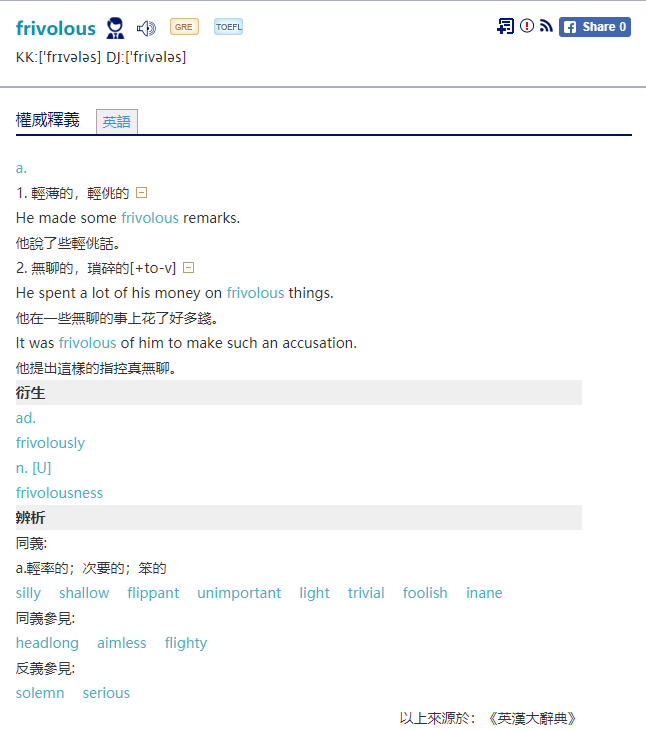 frivolous GRE TOEFL Share 0
KK:[ˈfrɪvələs] DJ:[ˈfrivələs]
權威釋義 英語
a.
1. 輕薄的，輕佻的
He made some frivolous remarks.
他說了些輕佻話。
2. 無聊的，瑣碎的[+to-v]
He spent a lot of his money on frivolous things.
他在一些無聊的事上花了好多錢。
It was frivolous of him to make such an accusation.
他提出這樣的指控真無聊。
衍生
ad.
frivolously
n. [U]
frivolousness
辨析
同義:
a.輕率的；次要的；笨的
silly shallow flippant unimportant light trivial foolish inane
同義參見:
headlong aimless flighty
反義參見:
solemn serious
以上來源於：《英漢大辭典》